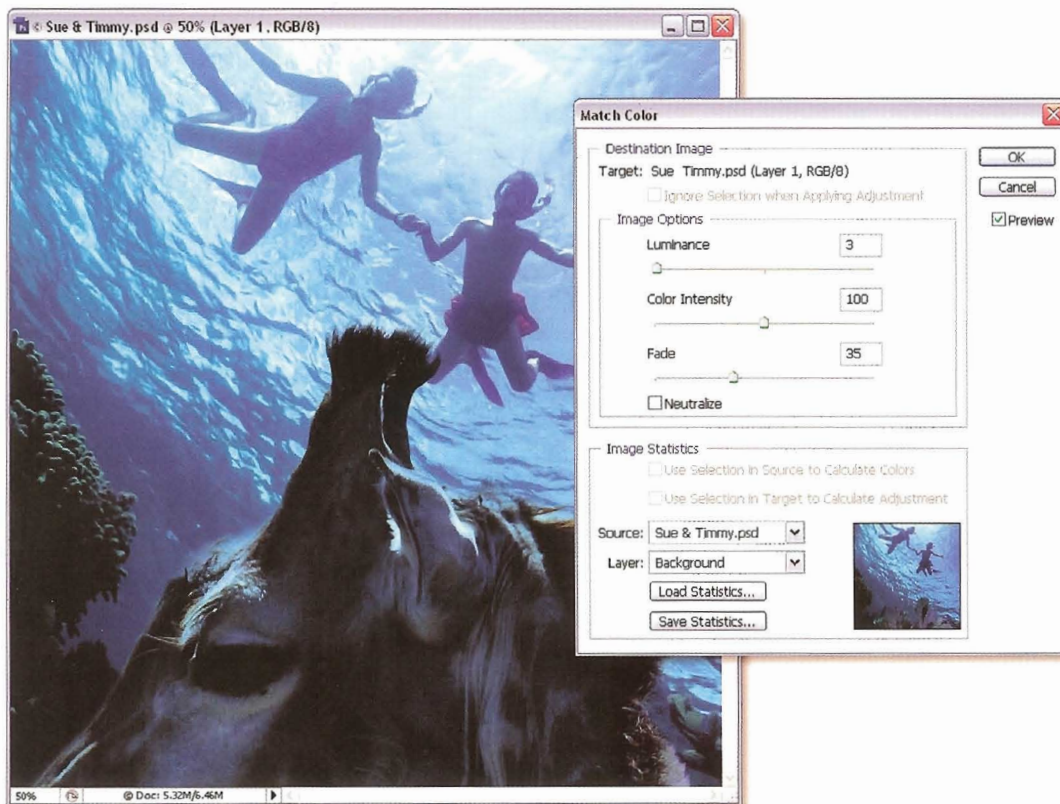 © Sue & Timmy.psd @ 50% (Layer 1, RGB/8)
Match Color
Destination Image
Target: Sue Timmy.psd (Layer 1, RGB/8)
Ignore Selection when Applying Adjustment
Image Options
Luminance 3
Color Intensity 100
Fade 35
Neutralize
OK
Cancel
Preview
Image Statistics
Use Selection in Source to Calculate Colors
Use Selection in Target to Calculate Adjustment
Source: Sue & Timmy.psd
Layer: Background
Load Statistics...
Save Statistics...
50% © Doc: 5.32M/6.46M